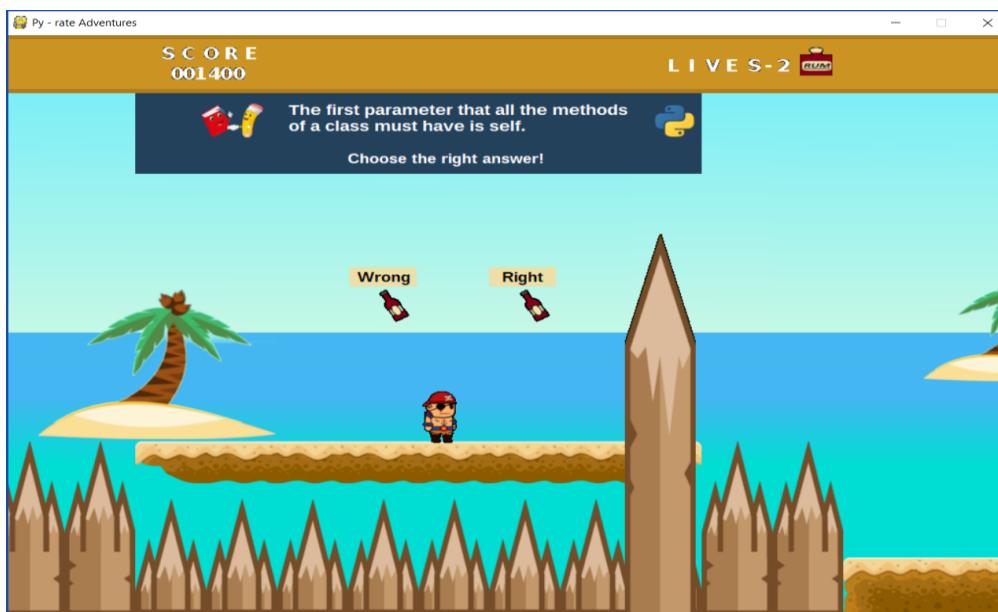 Py - rate Adventures
SCORE
001400
LIVES-2
RUM
The first parameter that all the methods
of a class must have is self.
Choose the right answer!
Wrong
Right